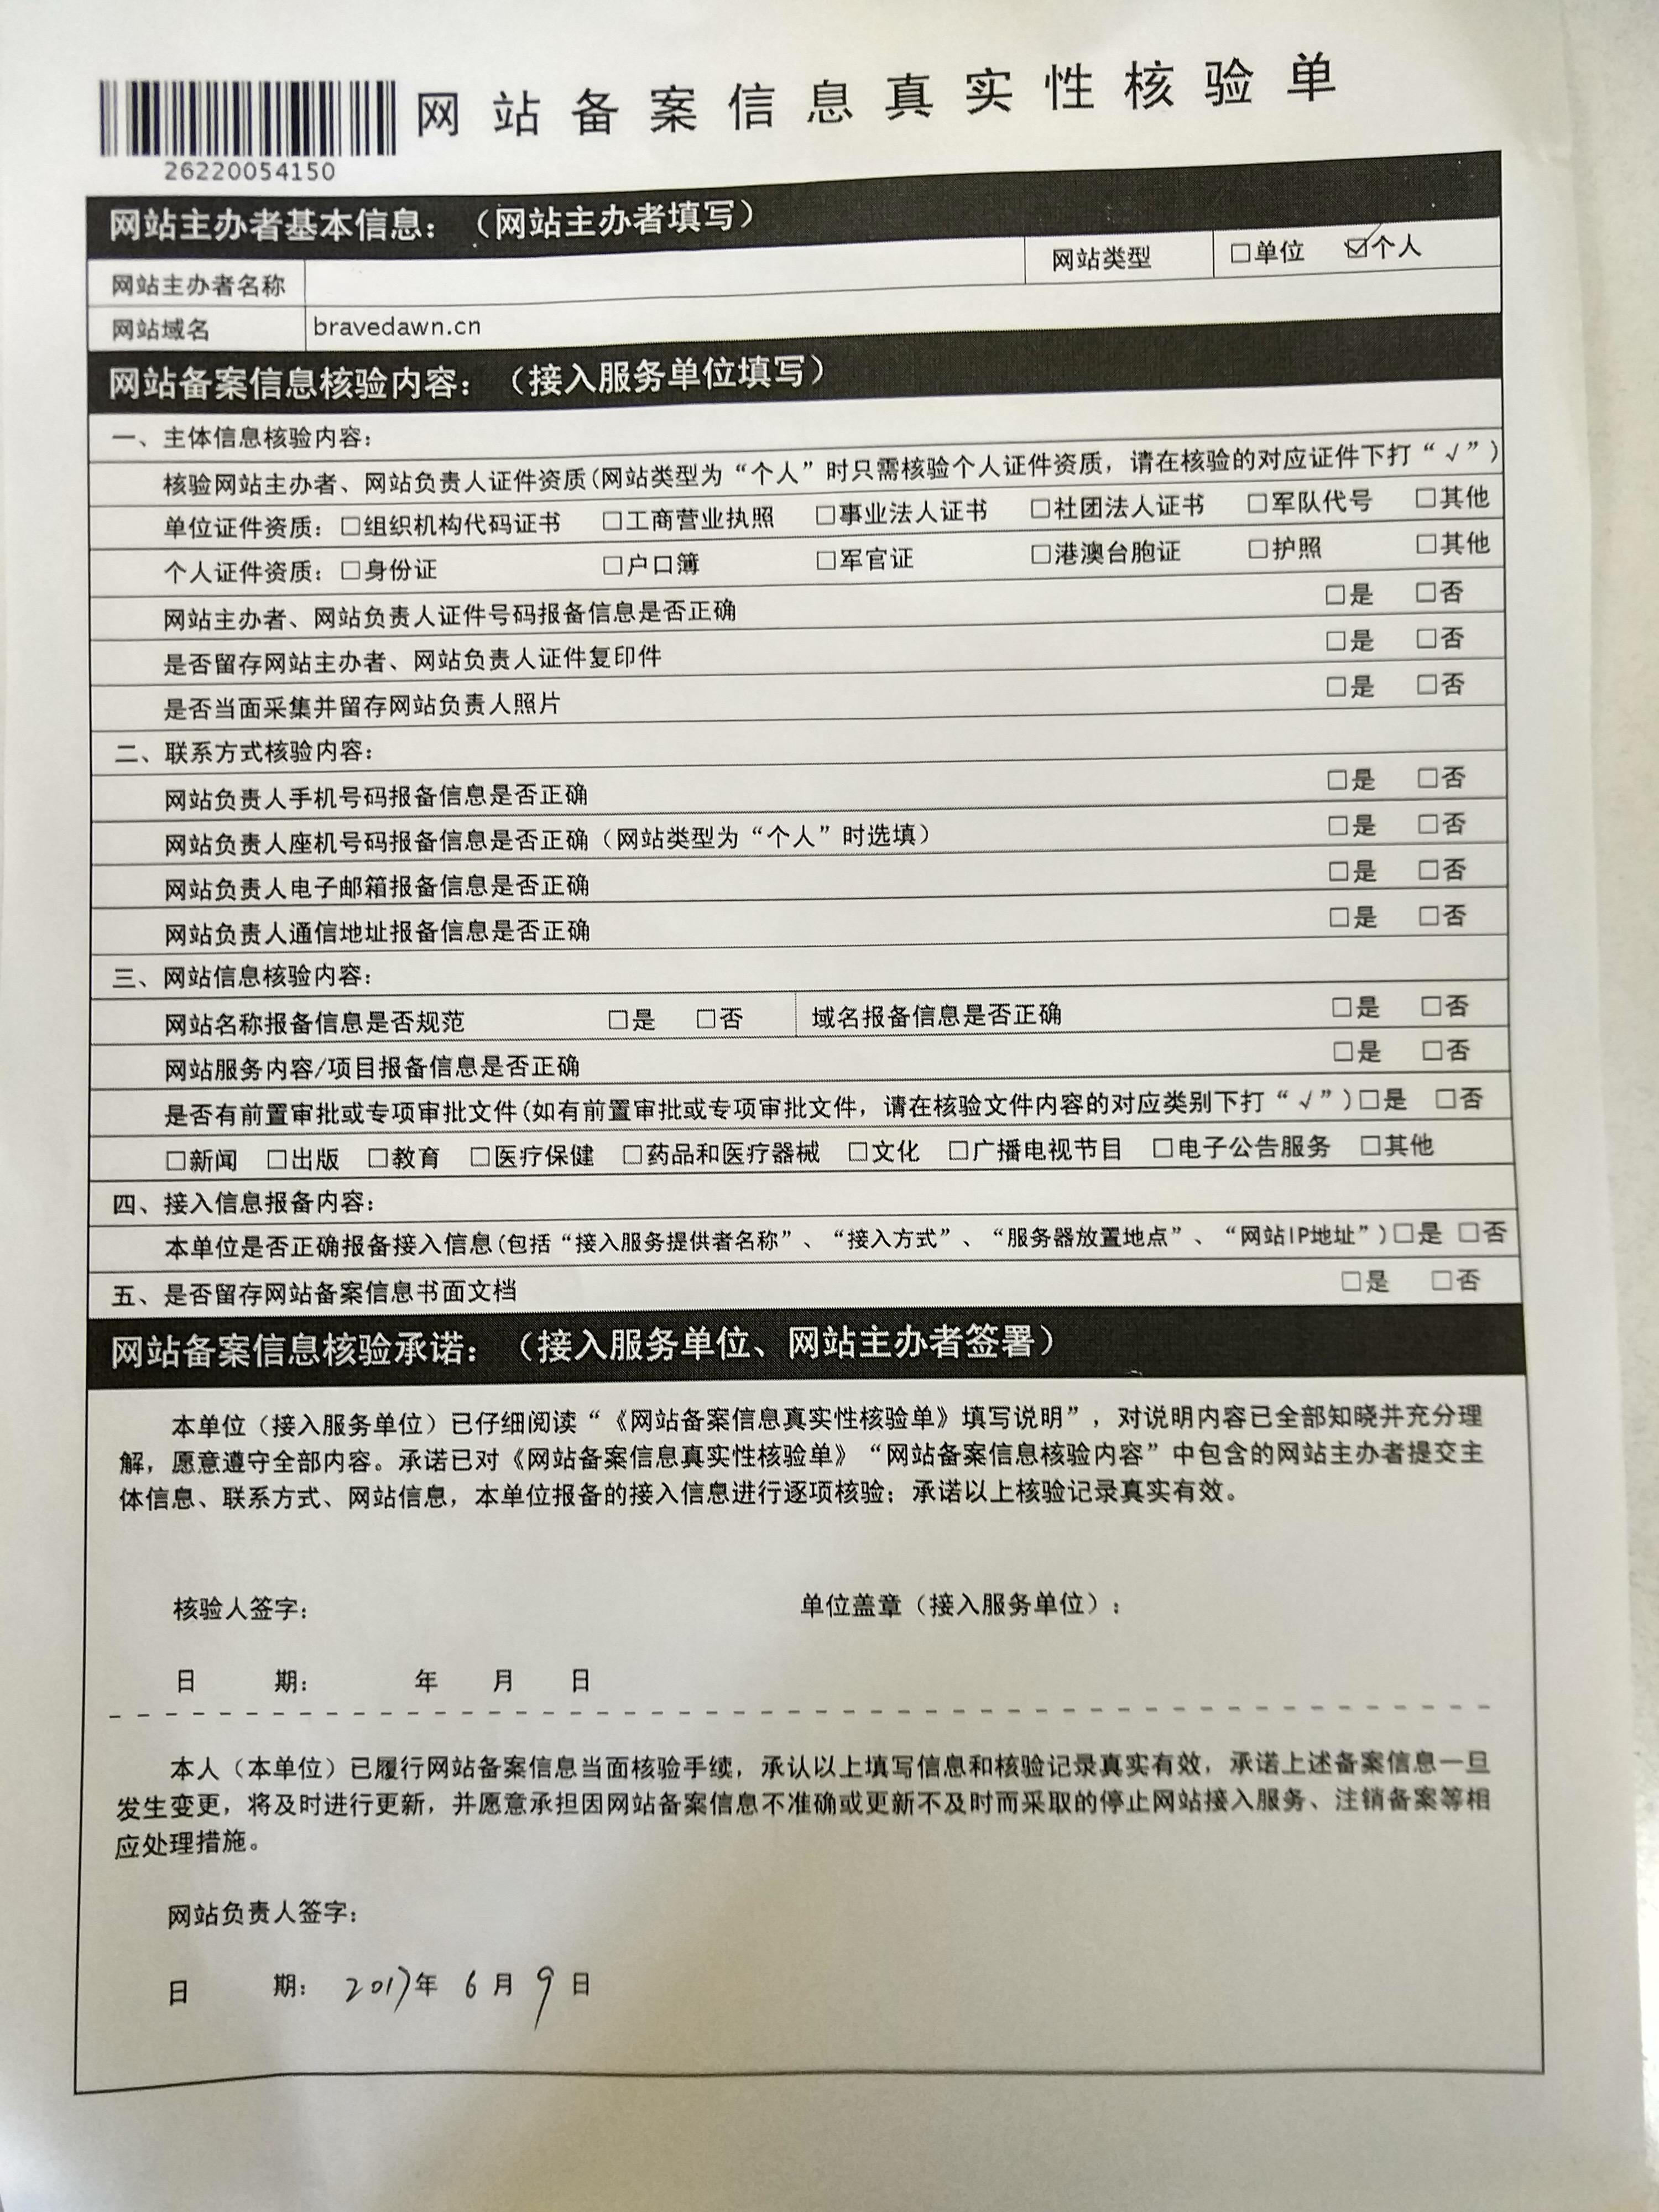 网站备案信息真实性核验单
26220054150
网站主办者基本信息：（网站主办者填写）
网站主办者名称 网站类型 □单位 ☑个人
网站域名 bravedawn.cn
网站备案信息核验内容：（接入服务单位填写）
一、主体信息核验内容：
核验网站主办者、网站负责人证件资质(网站类型为“个人”时只需核验个人证件资质，请在核验的对应证件下打“√”)
单位证件资质：□组织机构代码证书 □工商营业执照 □事业法人证书 □社团法人证书 □军队代号 □其他
个人证件资质：□身份证 □户口簿 □军官证 □港澳台胞证 □护照 □其他
网站主办者、网站负责人证件号码报备信息是否正确 □是 □否
是否留存网站主办者、网站负责人证件复印件 □是 □否
是否当面采集并留存网站负责人照片 □是 □否
二、联系方式核验内容：
网站负责人手机号码报备信息是否正确 □是 □否
网站负责人座机号码报备信息是否正确（网站类型为“个人”时选填） □是 □否
网站负责人电子邮箱报备信息是否正确 □是 □否
网站负责人通信地址报备信息是否正确 □是 □否
三、网站信息核验内容：
网站名称报备信息是否规范 □是 □否 域名报备信息是否正确 □是 □否
网站服务内容/项目报备信息是否正确 □是 □否
是否有前置审批或专项审批文件(如有前置审批或专项审批文件，请在核验文件内容的对应类别下打“√”)□是 □否
□新闻 □出版 □教育 □医疗保健 □药品和医疗器械 □文化 □广播电视节目 □电子公告服务 □其他
四、接入信息报备内容：
本单位是否正确报备接入信息(包括“接入服务提供者名称”、“接入方式”、“服务器放置地点”、“网站IP地址”)□是 □否
五、是否留存网站备案信息书面文档 □是 □否
网站备案信息核验承诺：（接入服务单位、网站主办者签署）
本单位（接入服务单位）已仔细阅读“《网站备案信息真实性核验单》填写说明”，对说明内容已全部知晓并充分理
解，愿意遵守全部内容。承诺已对《网站备案信息真实性核验单》“网站备案信息核验内容”中包含的网站主办者提交主
体信息、联系方式、网站信息，本单位报备的接入信息进行逐项核验；承诺以上核验记录真实有效。
核验人签字： 单位盖章（接入服务单位）：
日 期： 年 月 日
本人（本单位）已履行网站备案信息当面核验手续，承认以上填写信息和核验记录真实有效，承诺上述备案信息一旦
发生变更，将及时进行更新，并愿意承担因网站备案信息不准确或更新不及时而采取的停止网站接入服务、注销备案等相
应处理措施。
网站负责人签字：
日 期： 2017年 6月 9日